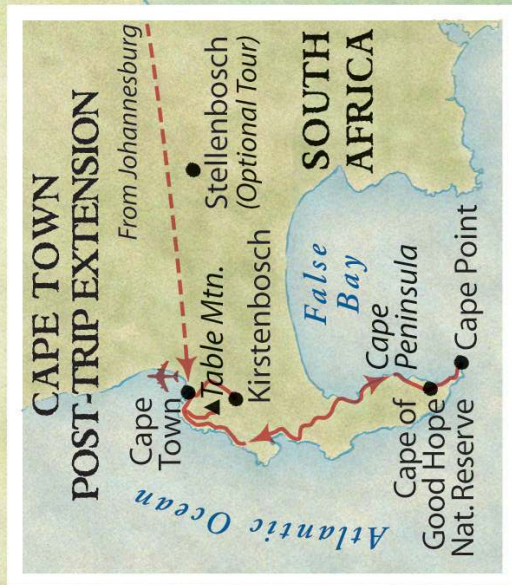 CAPE TOWN
POST-TRIP EXTENSION
From Johannesburg
Cape
Town
Table Mtn.
Kirstenbosch
Stellenbosch
(Optional Tour)
SOUTH
AFRICA
False
Bay
Cape
Peninsula
Cape of
Good Hope
Nat. Reserve
Cape Point
Atlantic Ocean